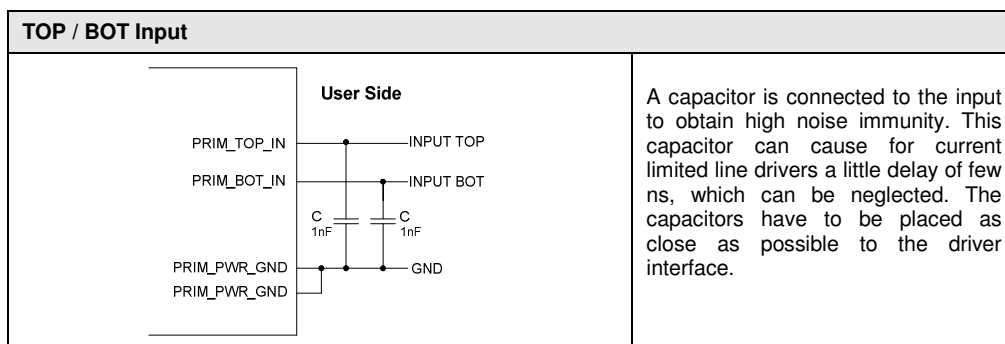 TOP / BOT Input
User Side
PRIM_TOP_IN
INPUT TOP
PRIM_BOT_IN
INPUT BOT
C
1nF
C
1nF
PRIM_PWR_GND
GND
PRIM_PWR_GND
A capacitor is connected to the input
to obtain high noise immunity. This
capacitor can cause for current
limited line drivers a little delay of few
ns, which can be neglected. The
capacitors have to be placed as
close as possible to the driver
interface.